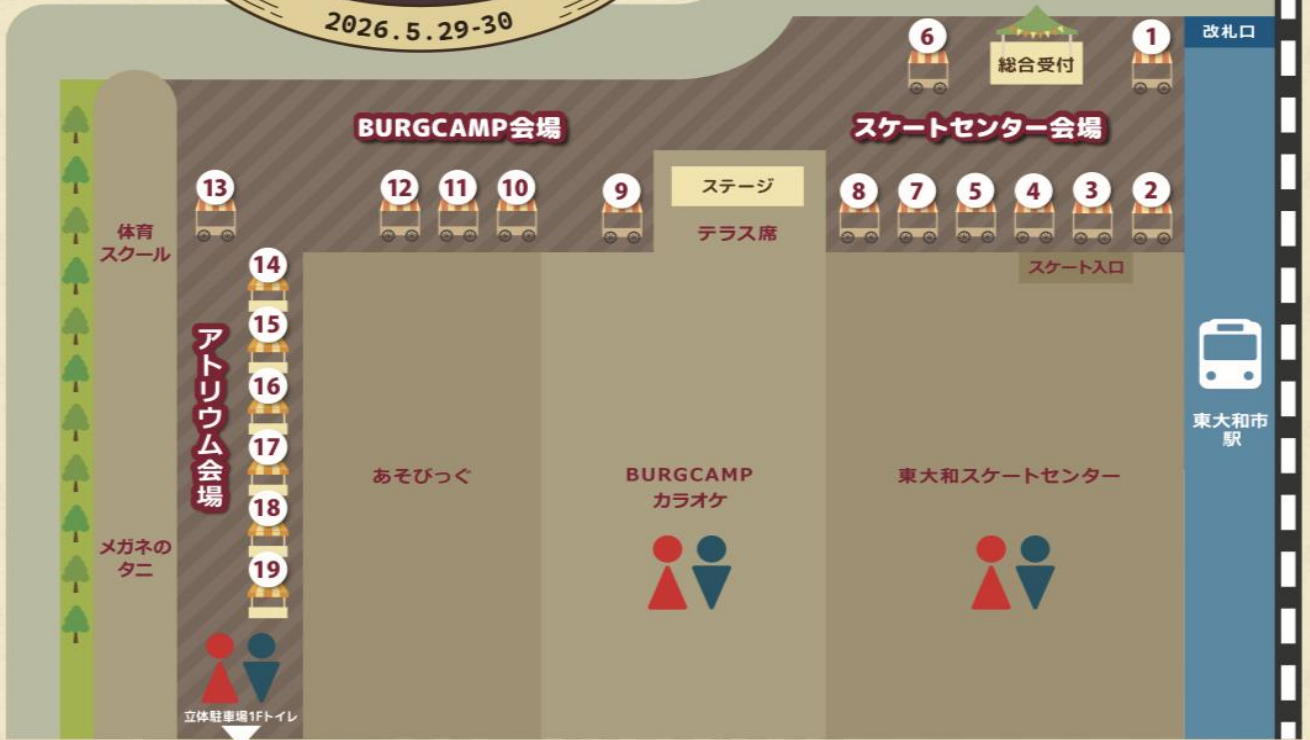 2026.5.29-30
6
総合受付
1
改札口
BURGCAMP会場
スケートセンター会場
13
12
11
10
9
ステージ
テラス席
8
7
5
4
3
2
スケート入口
体育
スクール
14
15
16
17
18
19
アトリウム会場
メガネの
タニ
あそびっぐ
BURGCAMP
カラオケ
東大和スケートセンター
東大和市
駅
立体駐車場1Fトイレ